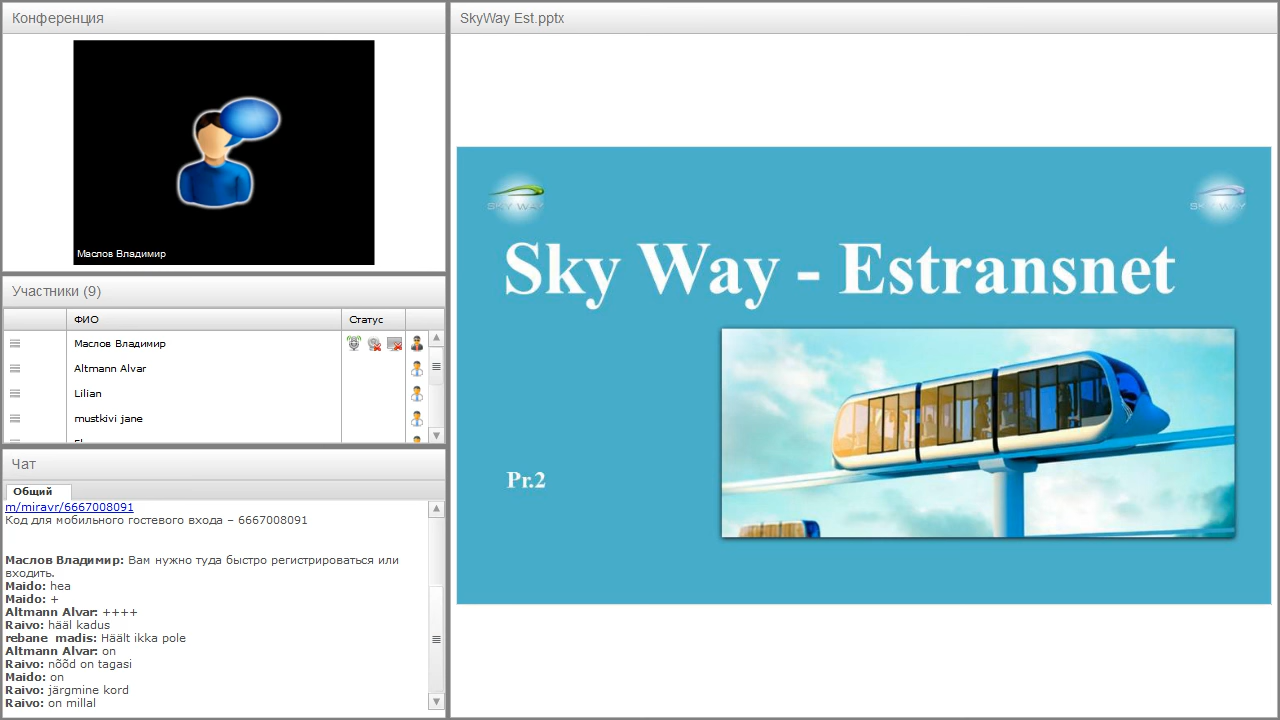 Конференция
Маслов Владимир
Участники (9)
ФИО
Статус
Маслов Владимир
Altmann Alvar
Lilian
mustkivi jane
Чат
Общий
m/miravr/6667008091
Код для мобильного гостевого входа – 6667008091
Маслов Владимир: Вам нужно туда быстро регистрироваться или
входить.
Maido: hea
Maido: +
Altmann Alvar: ++++
Raivo: hääl kadus
rebane_madis: Häält ikka pole
Altmann Alvar: on
Raivo: nõõd on tagasi
Maido: on
Raivo: järgmine kord
Raivo: on millal
SkyWay Est.pptx
SKY WAY
SKY WAY
Sky Way - Estransnet
Pr.2